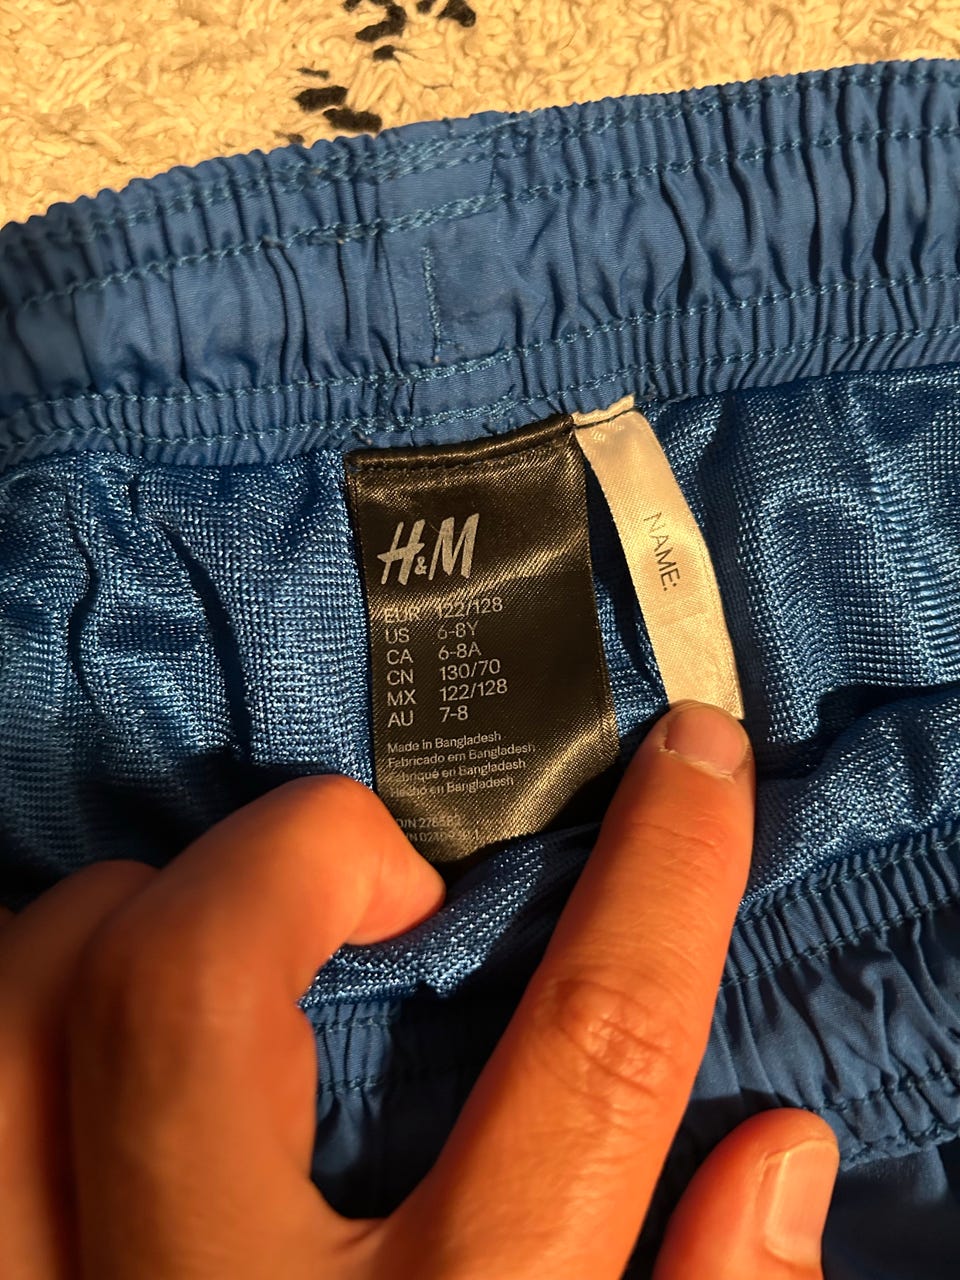 H&M
EUR 122/128
US 6-8Y
CA 6-8A
CN 130/70
MX 122/128
AU 7-8
Made in Bangladesh
Fabricado em Bangladesh
Fabriqué en Bangladash
Hecho en Bangladesh
NAME: